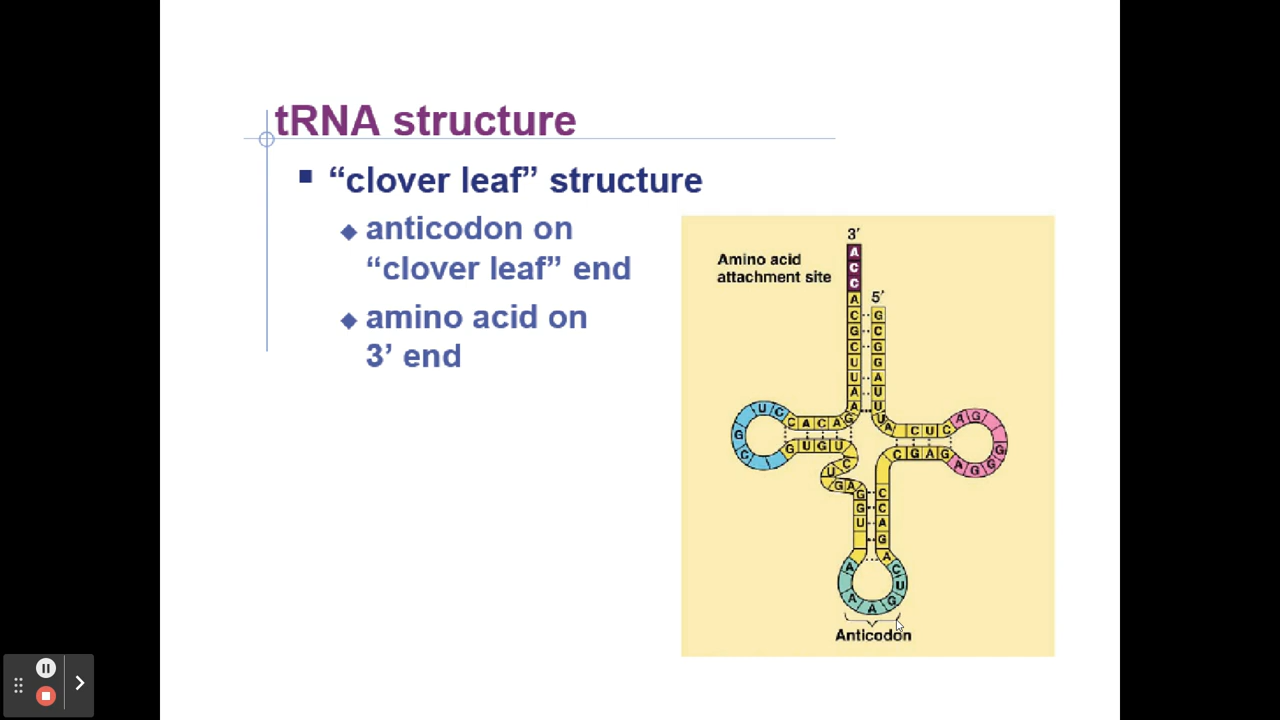 tRNA structure
“clover leaf” structure
anticodon on
“clover leaf” end
amino acid on
3’ end
3′
Amino acid
attachment site
A
C
C
5′
A
C
G
C
U
U
A
A
G
C
G
G
A
U
U
U
C U
G
C
C A C A G
G U G U
C
U
G A
G
G
U
A C U C
A G
G
G
G
A
C G A G
C
C
A
G
A
A
A
A
G
U
C
Anticodon